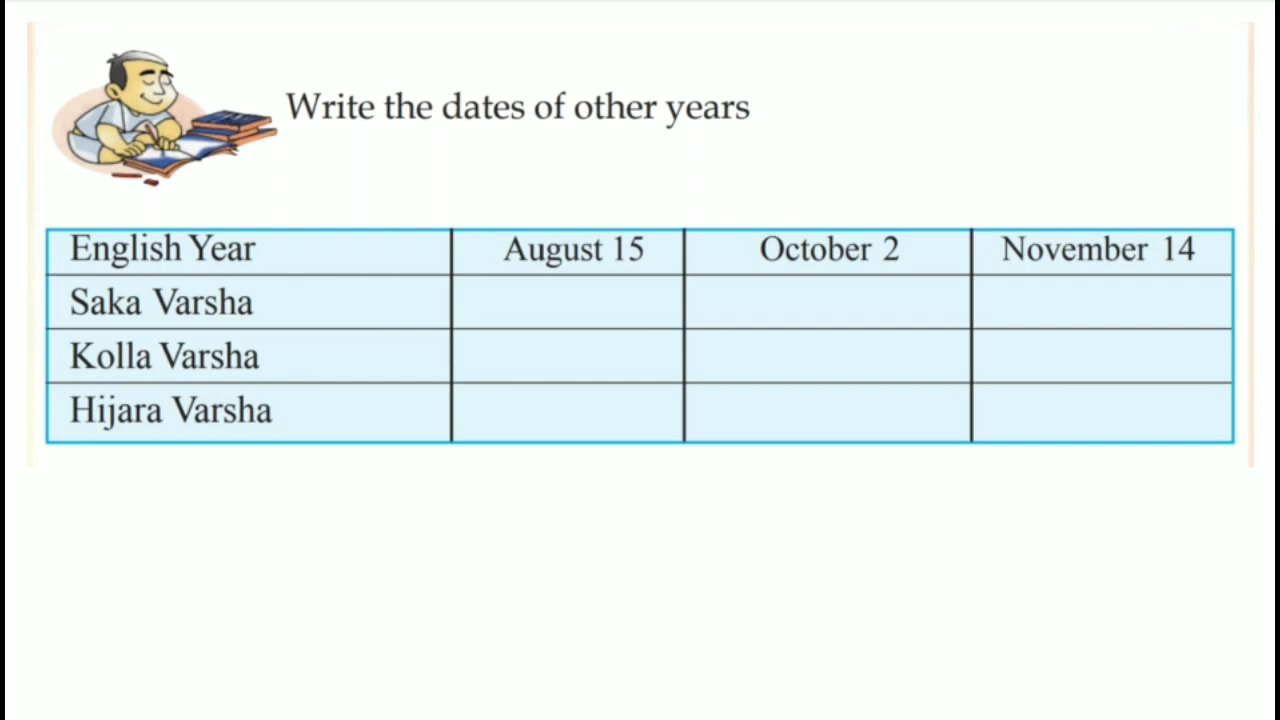 Write the dates of other years
English Year August 15 October 2 November 14
Saka Varsha
Kolla Varsha
Hijara Varsha